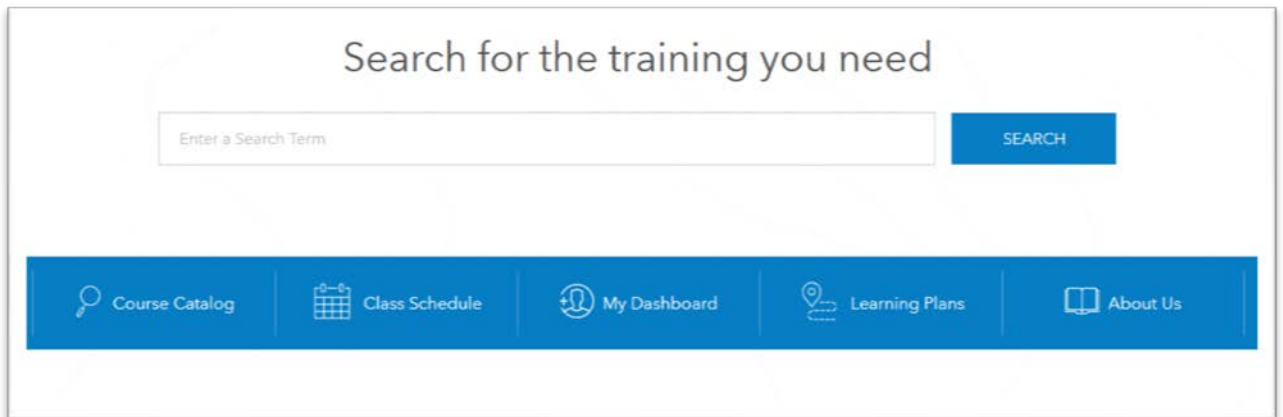 Search for the training you need
Enter a Search Term
SEARCH
Course Catalog
Class Schedule
My Dashboard
Learning Plans
About Us